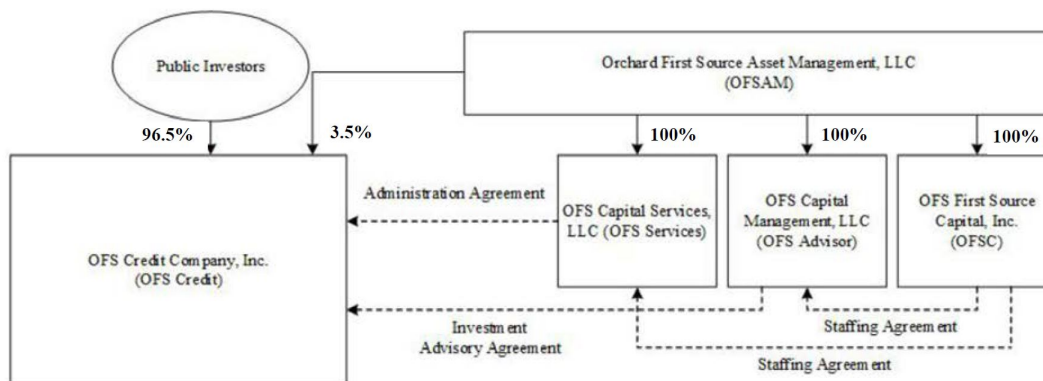 Public Investors
Orchard First Source Asset Management, LLC
(OFSAM)
96.5%
3.5%
100%
100%
100%
Administration Agreement
OFS Capital Services,
LLC (OFS Services)
OFS Capital
Management, LLC
(OFS Advisor)
OFS First Source
Capital, Inc.
(OFSC)
OFS Credit Company, Inc.
(OFS Credit)
Investment
Advisory Agreement
Staffing Agreement
Staffing Agreement